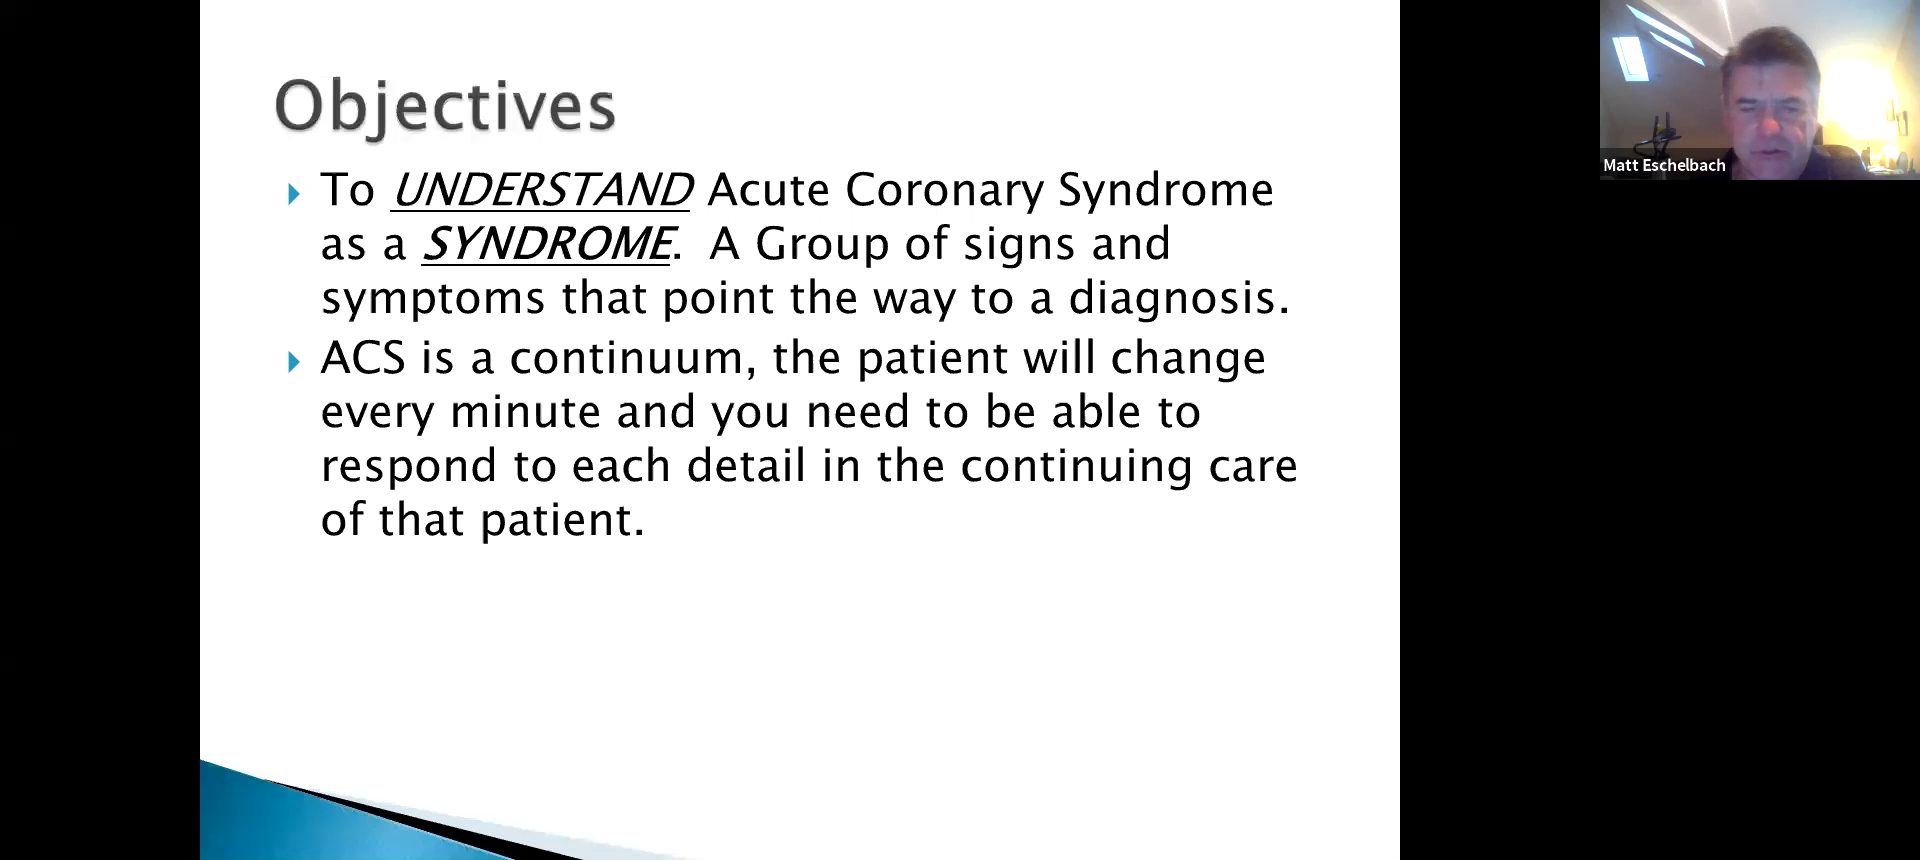 Objectives
To UNDERSTAND Acute Coronary Syndrome
as a SYNDROME.  A Group of signs and
symptoms that point the way to a diagnosis.
ACS is a continuum, the patient will change
every minute and you need to be able to
respond to each detail in the continuing care
of that patient.
Matt Eschelbach